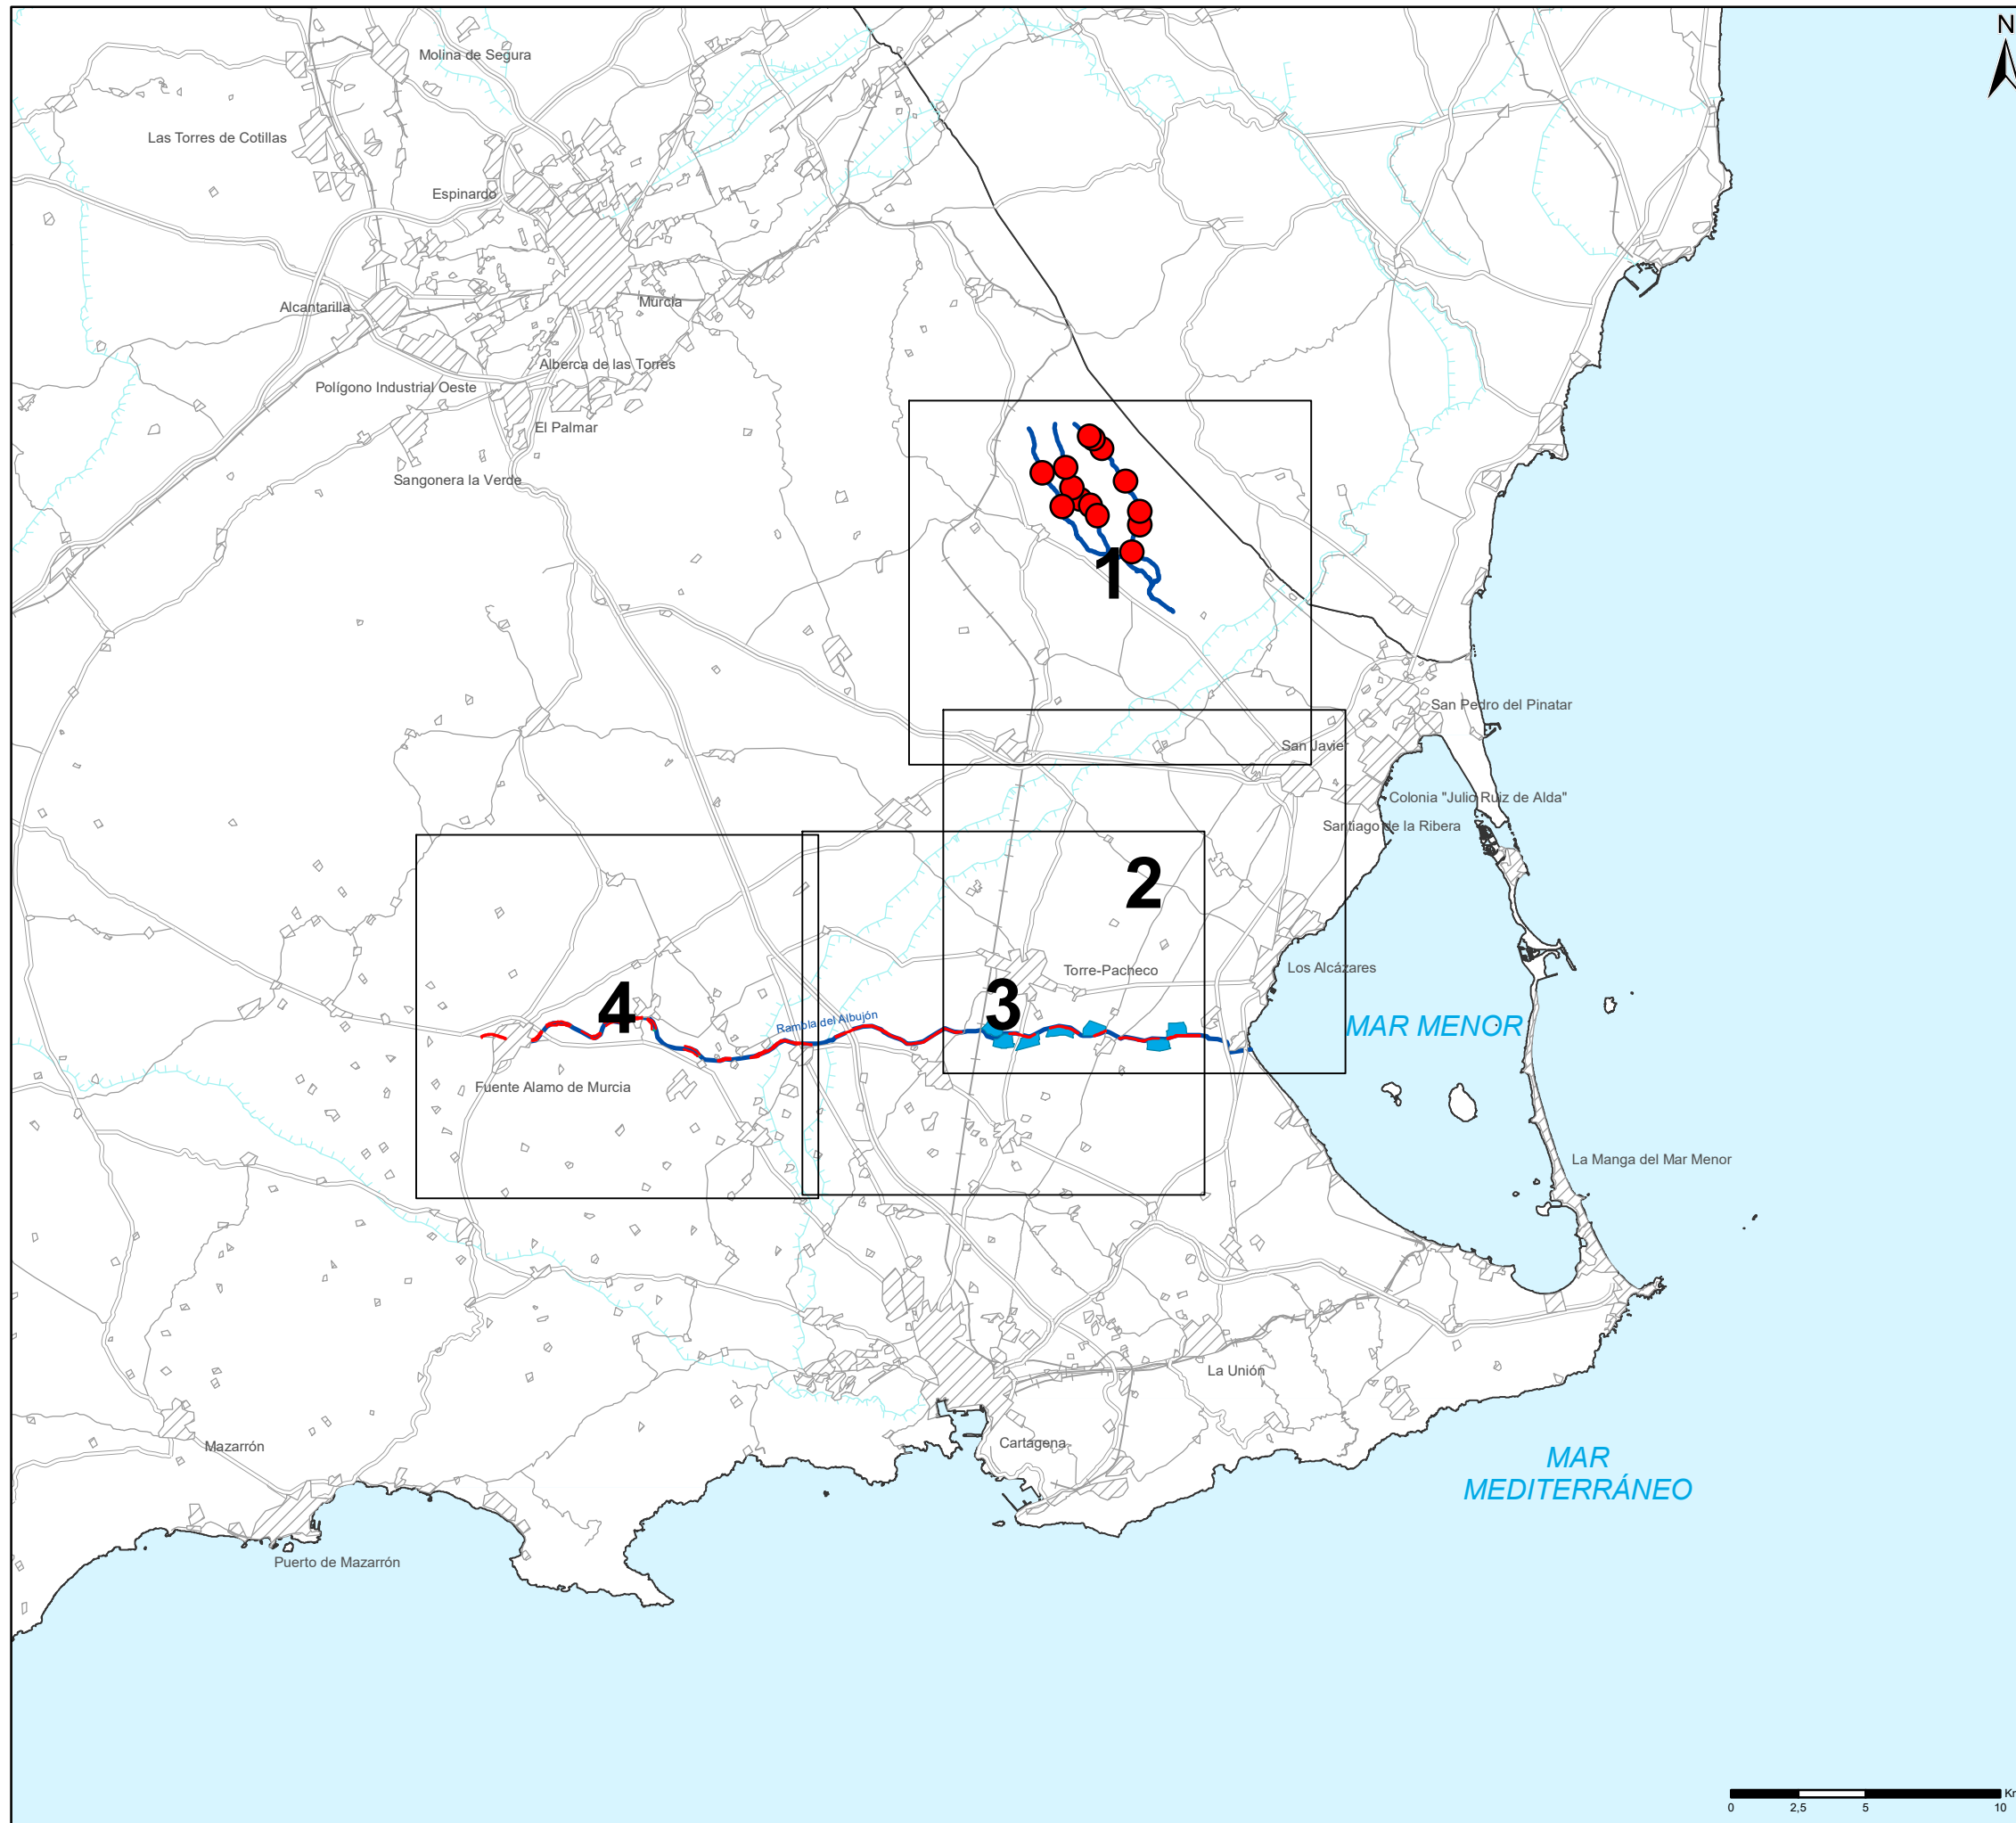 N
Molina de Segura
Las Torres de Cotillas
Espinardo
Murcia
Alcantarilla
Alberca de las Torres
Polígono Industrial Oeste
El Palmar
Sangonera la Verde
1
San Pedro del Pinatar
San Javier
Colonia "Julio Ruiz de Alda"
Santiago de la Ribera
2
Torre-Pacheco
Los Alcázares
3
4
Rambla del Albujón
MAR MENOR
Fuente Alamo de Murcia
La Manga del Mar Menor
La Unión
Cartagena
Mazarrón
MAR
MEDITERRÁNEO
Puerto de Mazarrón
0 2,5 5 10